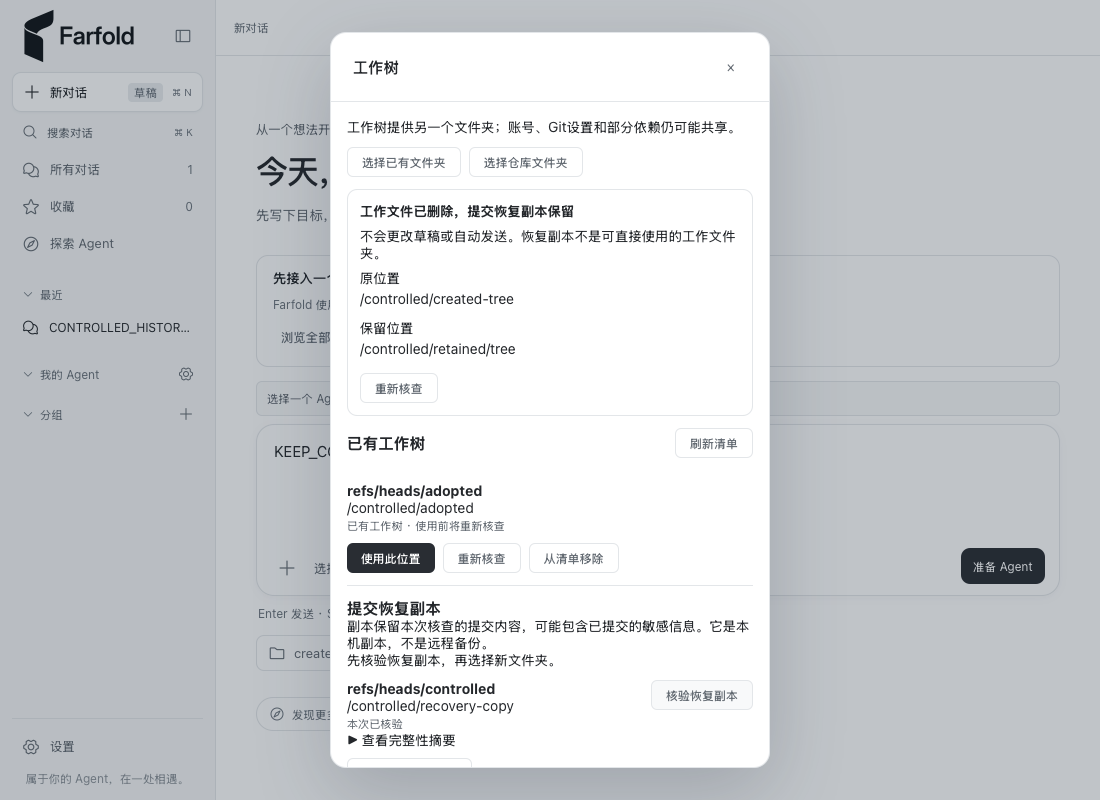 Farfold
新对话
草稿
⌘ N
搜索对话
⌘ K
所有对话
1
收藏
0
探索 Agent
最近
CONTROLLED_HISTOR...
我的 Agent
分组
设置
属于你的 Agent，在一处相遇。
新对话
从一个想法开
今天,
先写下目标,
先接入一个
Farfold 使用
浏览全部
选择一个 Ag
KEEP_CO
选择
准备 Agent
Enter 发送 · S
create
发现更多
工作树
×
工作树提供另一个文件夹；账号、Git设置和部分依赖仍可能共享。
选择已有文件夹
选择仓库文件夹
工作文件已删除，提交恢复副本保留
不会更改草稿或自动发送。恢复副本不是可直接使用的工作文件
夹。
原位置
/controlled/created-tree
保留位置
/controlled/retained/tree
重新核查
已有工作树
刷新清单
refs/heads/adopted
/controlled/adopted
已有工作树 · 使用前将重新核查
使用此位置
重新核查
从清单移除
提交恢复副本
副本保留本次核查的提交内容，可能包含已提交的敏感信息。它是本
机副本，不是远程备份。
先核验恢复副本，再选择新文件夹。
refs/heads/controlled
/controlled/recovery-copy
核验恢复副本
本次已核验
▶ 查看完整性摘要